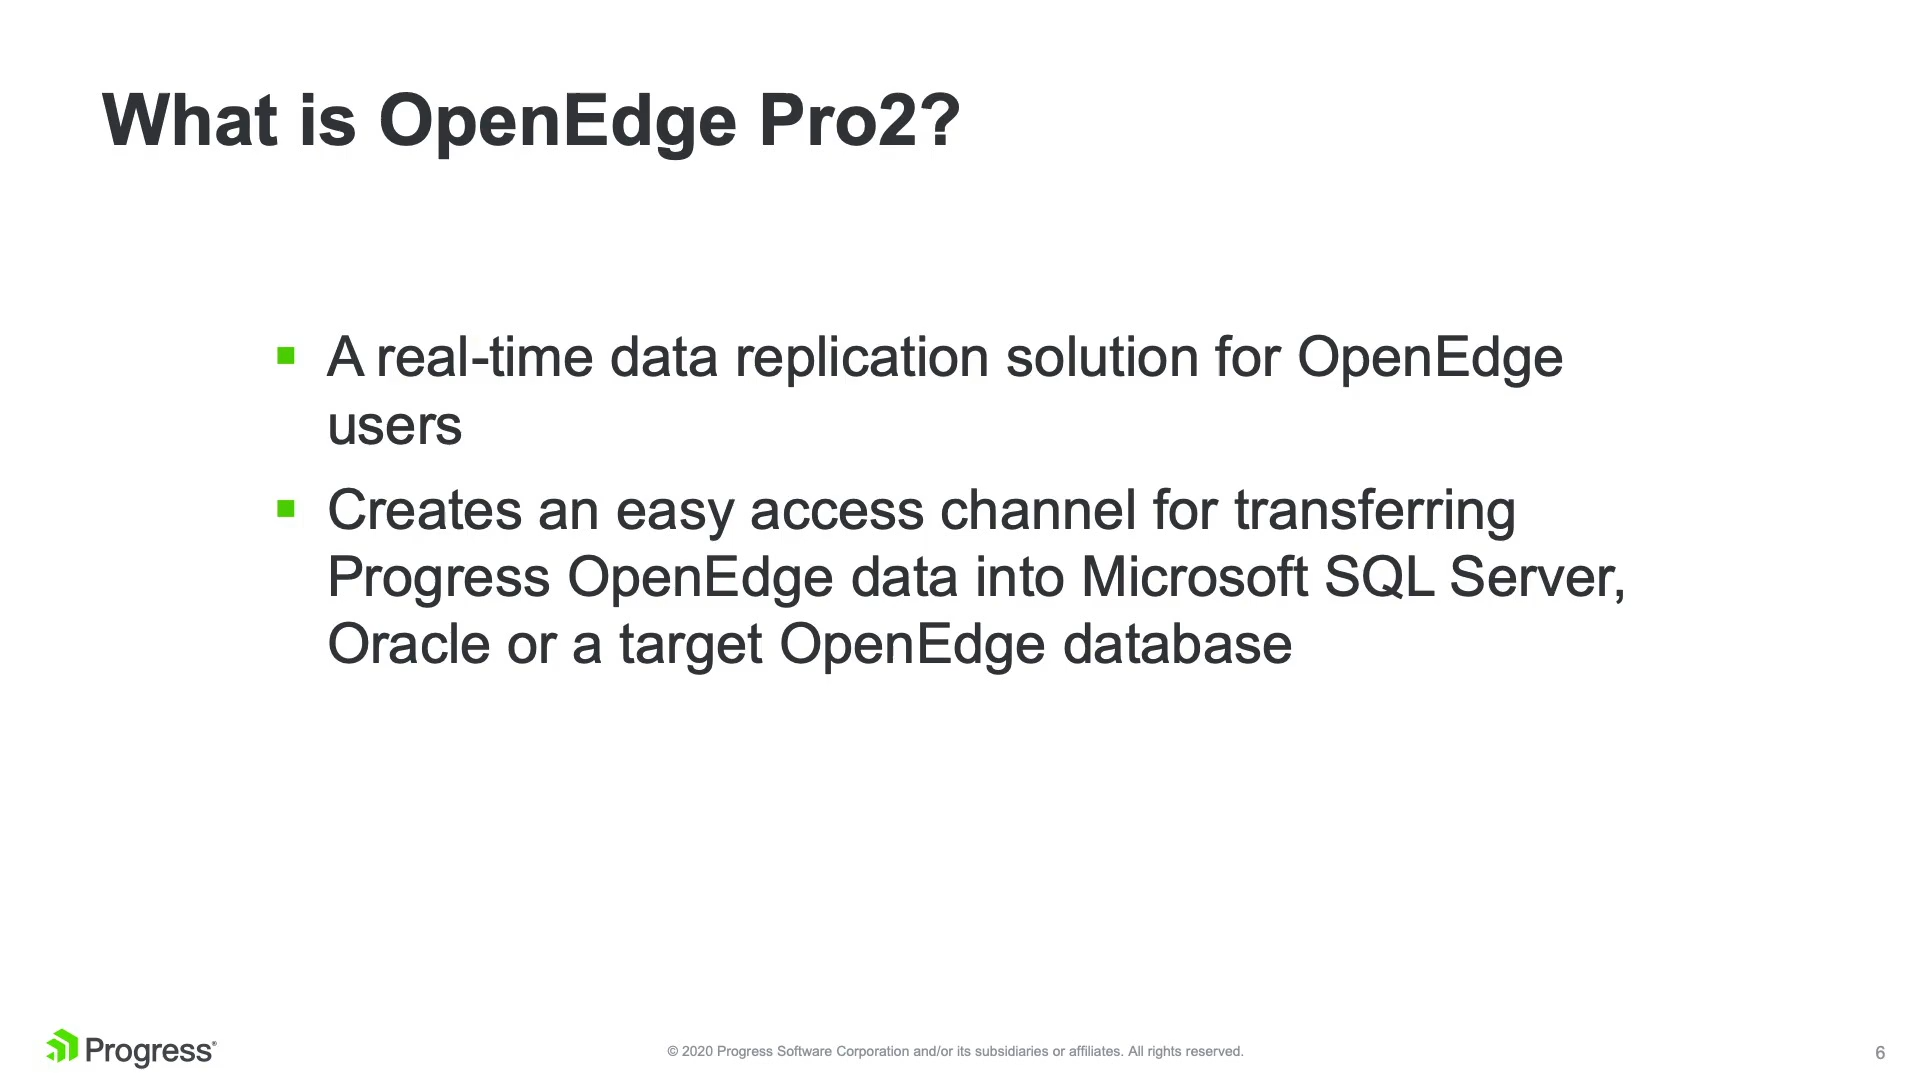 What is OpenEdge Pro2?
▪ A real-time data replication solution for OpenEdge
users
▪ Creates an easy access channel for transferring
Progress OpenEdge data into Microsoft SQL Server,
Oracle or a target OpenEdge database
Progress®
© 2020 Progress Software Corporation and/or its subsidiaries or affiliates. All rights reserved.
6